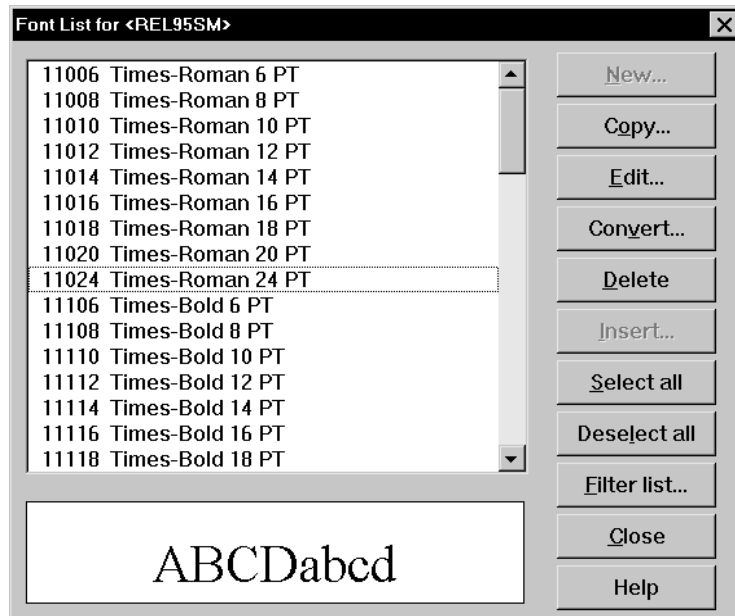 Font List for <REL95SM>
11006 Times-Roman 6 PT
11008 Times-Roman 8 PT
11010 Times-Roman 10 PT
11012 Times-Roman 12 PT
11014 Times-Roman 14 PT
11016 Times-Roman 16 PT
11018 Times-Roman 18 PT
11020 Times-Roman 20 PT
11024 Times-Roman 24 PT
11106 Times-Bold 6 PT
11108 Times-Bold 8 PT
11110 Times-Bold 10 PT
11112 Times-Bold 12 PT
11114 Times-Bold 14 PT
11116 Times-Bold 16 PT
11118 Times-Bold 18 PT
ABCDabcd
New...
Copy...
Edit...
Convert...
Delete
Insert...
Select all
Deselect all
Filter list...
Close
Help